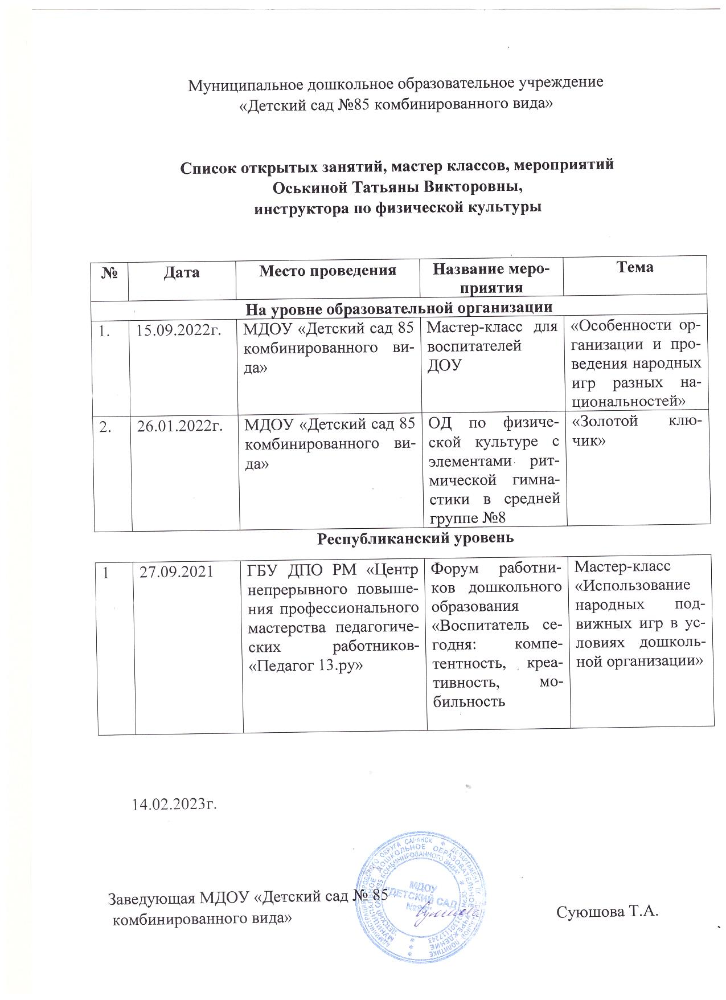 Муниципальное дошкольное образовательное учреждение
«Детский сад №85 комбинированного вида»
Список открытых занятий, мастер классов, мероприятий
Оськиной Татьяны Викторовны,
инструктора по физической культуры
№ Дата Место проведения Название меро-
приятия Тема
На уровне образовательной организации
1. 15.09.2022г. МДОУ «Детский сад 85
комбинированного ви-
да»
Мастер-класс для
воспитателей
ДОУ
«Особенности ор-
ганизации и про-
ведения народных
игр разных на-
циональностей»
2. 26.01.2022г. МДОУ «Детский сад 85
комбинированного ви-
да»
ОД по физиче-
ской культуре с
элементами рит-
мической гимна-
стики в средней
группе №8
«Золотой клю-
чик»
Республиканский уровень
1 27.09.2021 ГБУ ДПО РМ «Центр
непрерывного повыше-
ния профессионального
мастерства педагогиче-
ских работников-
«Педагог 13.ру»
Форум работни-
ков дошкольного
образования
«Воспитатель се-
годня: компе-
тентность, креа-
тивность, мо-
бильность
Мастер-класс
«Использование
народных под-
вижных игр в ус-
ловиях дошколь-
ной организации»
14.02.2023г.
Заведующая МДОУ «Детский сад № 85
комбинированного вида»
Суюшова Т.А.
МДОУ
"ДЕТСКИЙ САД
№85"